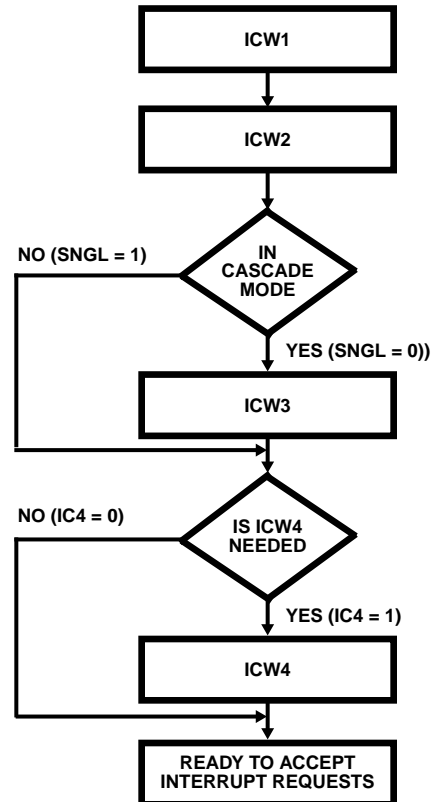 ICW1
ICW2
IN
CASCADE
MODE
NO (SNGL = 1)
YES (SNGL = 0))
ICW3
NO (IC4 = 0)
IS ICW4
NEEDED
YES (IC4 = 1)
ICW4
READY TO ACCEPT
INTERRUPT REQUESTS